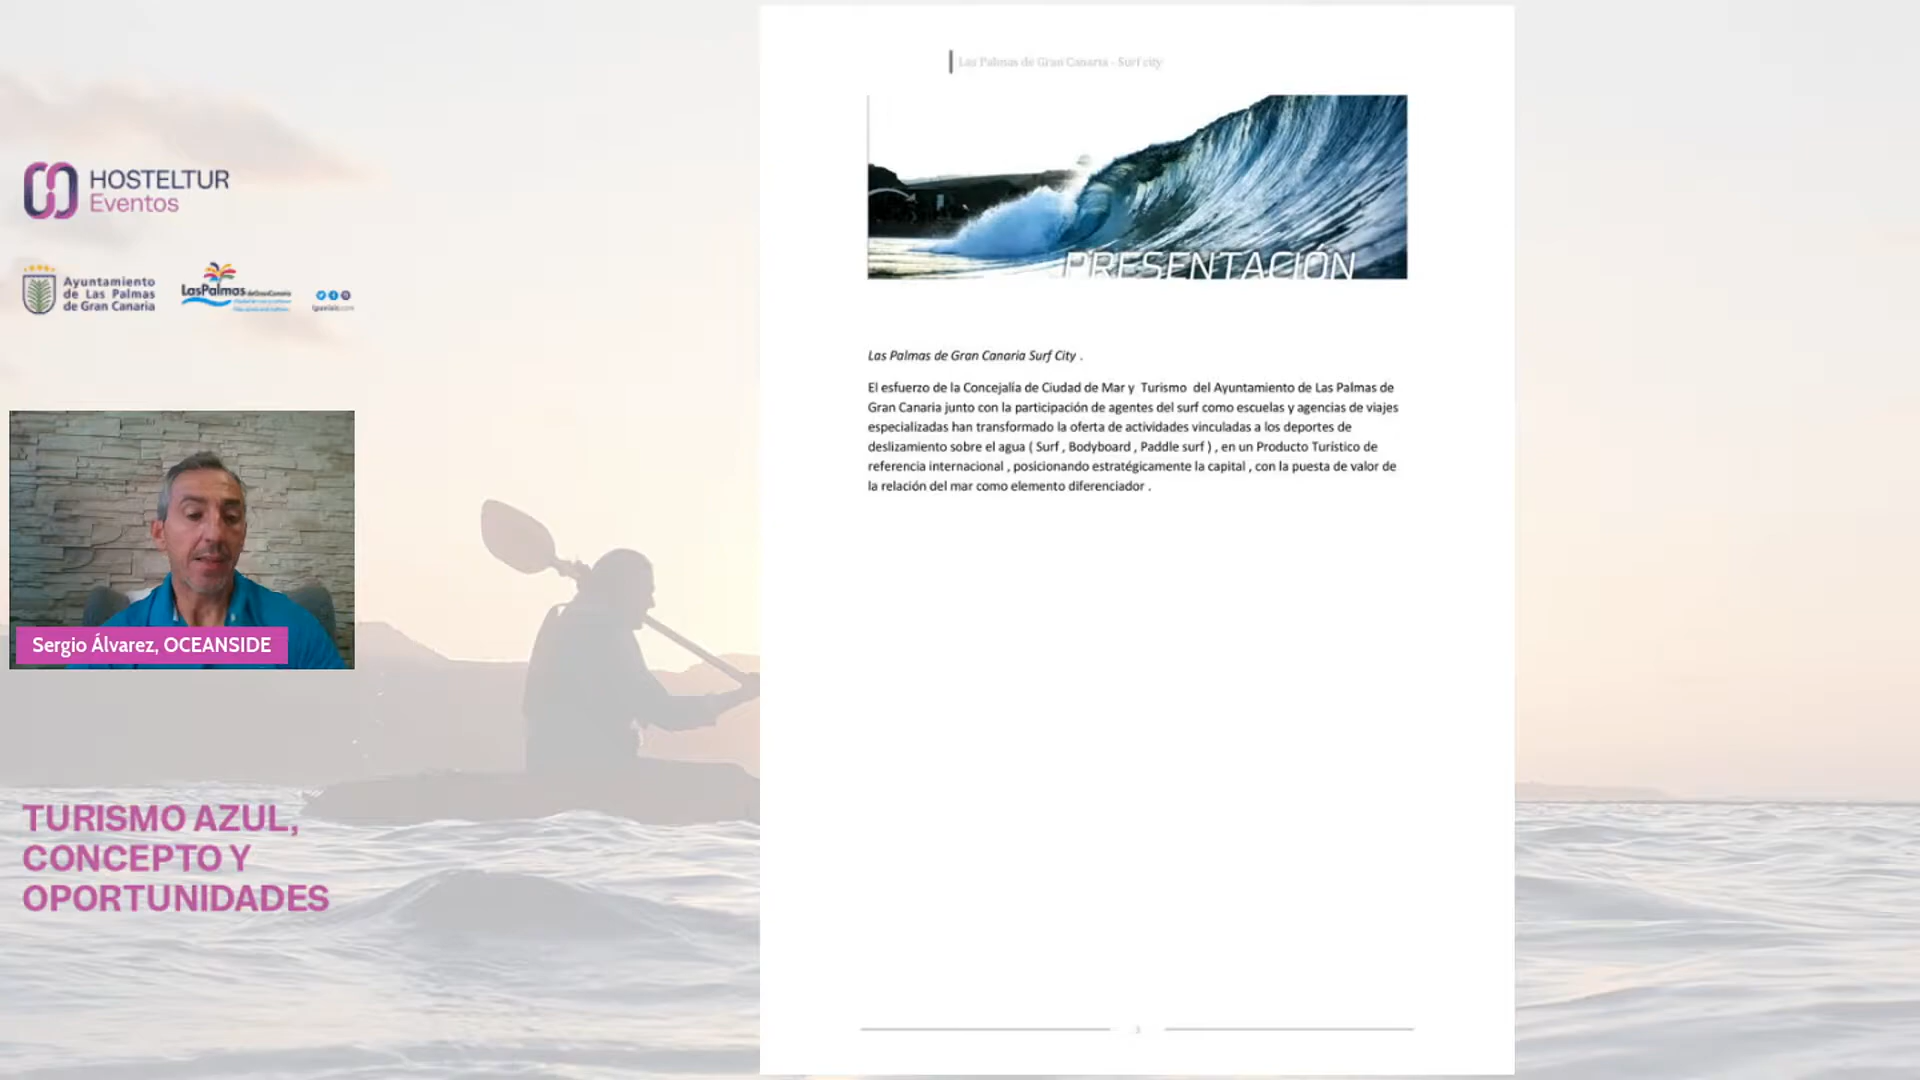 HOSTELTUR
Eventos
Ayuntamiento
de Las Palmas
de Gran Canaria
LasPalmas deGranCanaria
Sergio Álvarez, OCEANSIDE
TURISMO AZUL,
CONCEPTO Y
OPORTUNIDADES
Las Palmas de Gran Canaria - Surf city
PRESENTACIÓN
Las Palmas de Gran Canaria Surf City .
El esfuerzo de la Concejalía de Ciudad de Mar y Turismo del Ayuntamiento de Las Palmas de
Gran Canaria junto con la participación de agentes del surf como escuelas y agencias de viajes
especializadas han transformado la oferta de actividades vinculadas a los deportes de
deslizamiento sobre el agua ( Surf , Bodyboard , Paddle surf ) , en un Producto Turístico de
referencia internacional , posicionando estratégicamente la capital , con la puesta de valor de
la relación del mar como elemento diferenciador .
3